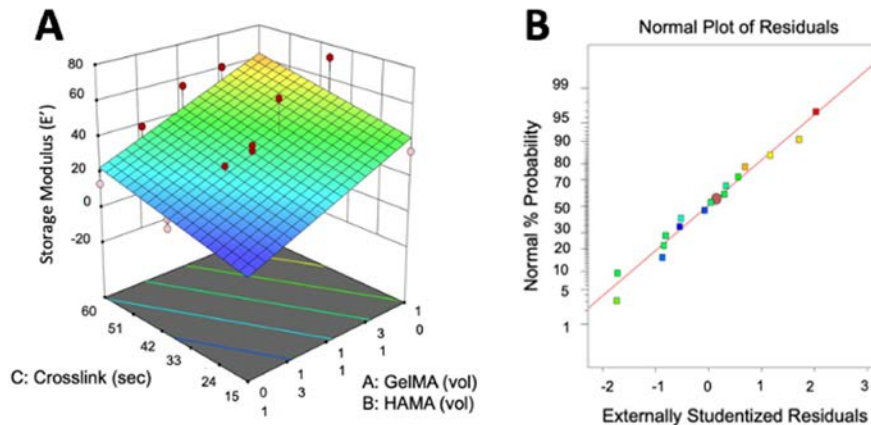 A
80
60
40
20
0
-20
Storage Modulus (E’)
60
51
42
33
24
15
C: Crosslink (sec)
0 1 1 3 1
1 3 1 1 0
A: GelMA (vol)
B: HAMA (vol)
B
Normal Plot of Residuals
99
95
90
80
70
50
30
20
10
5
1
Normal % Probability
-2 -1 0 1 2 3
Externally Studentized Residuals